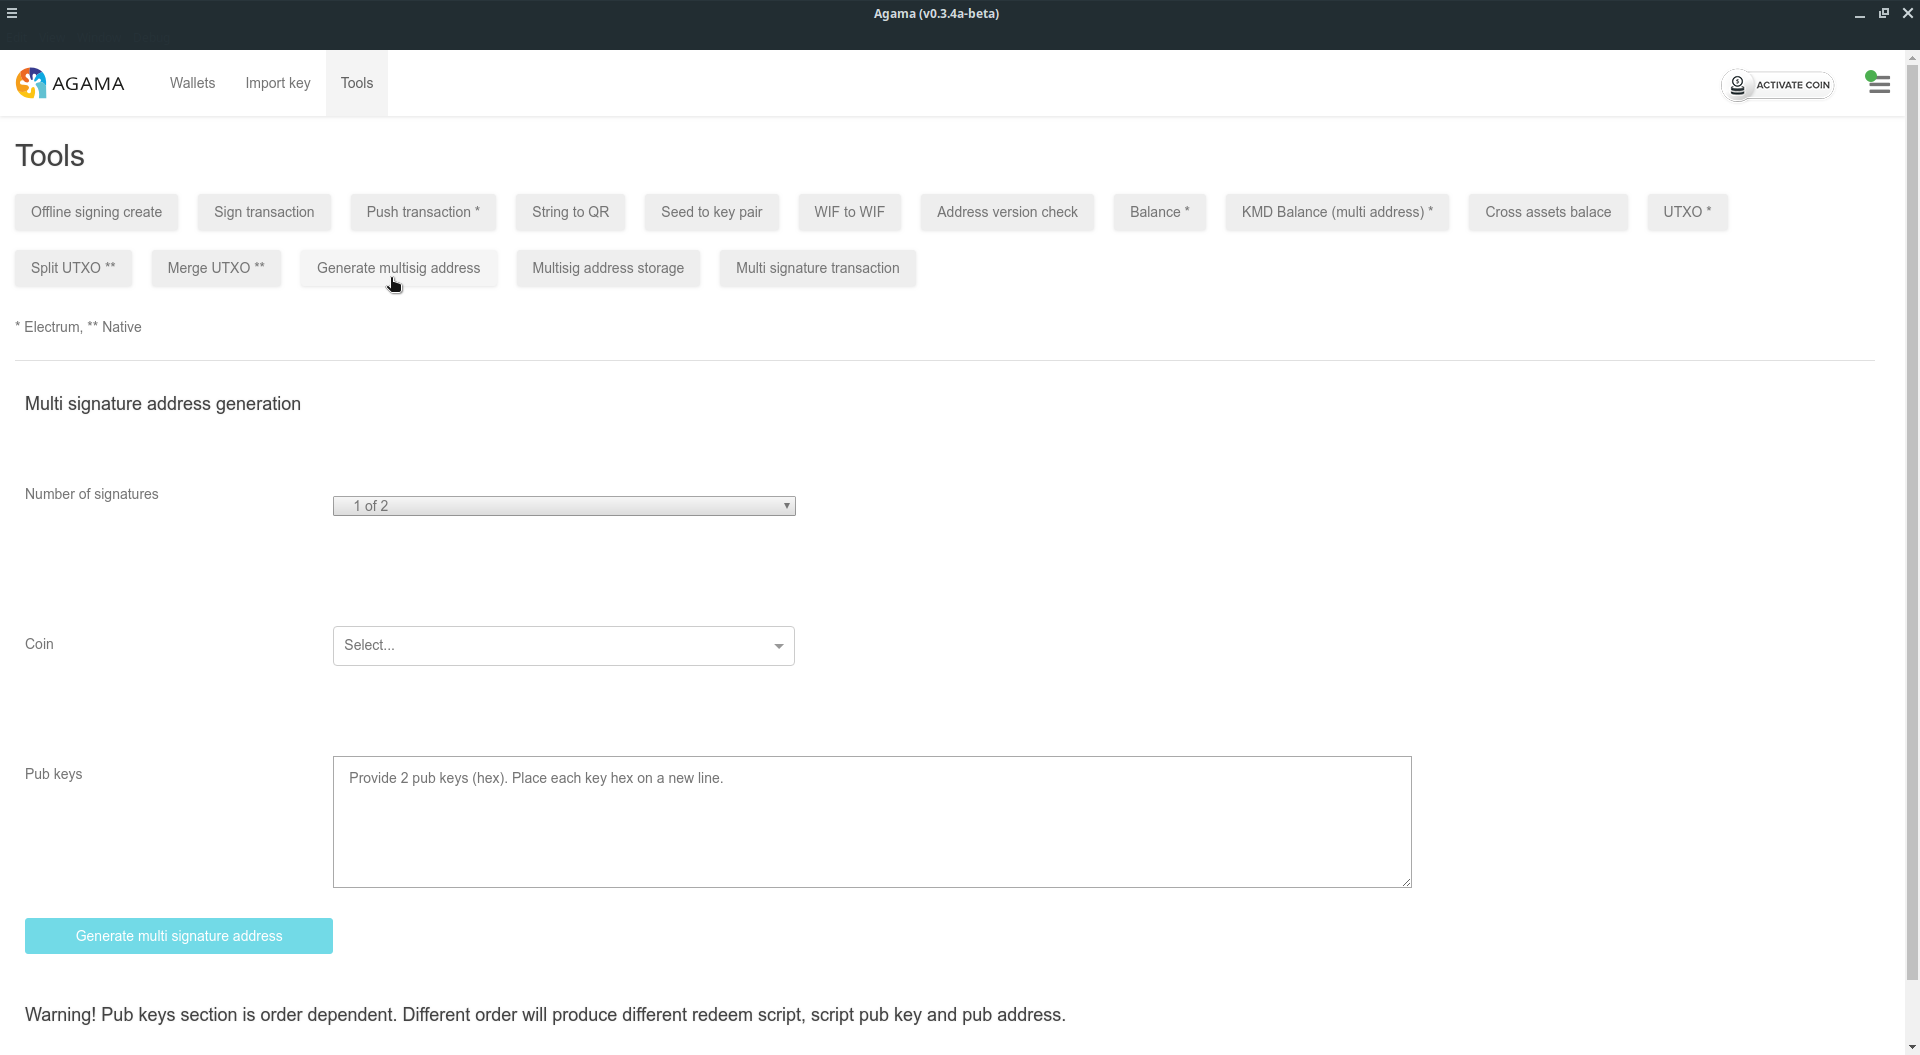 Agama (v0.3.4a-beta)
AGAMA Wallets Import key Tools ACTIVATE COIN
Tools
Offline signing create Sign transaction Push transaction * String to QR Seed to key pair WIF to WIF Address version check Balance * KMD Balance (multi address) * Cross assets balace UTXO *
Split UTXO ** Merge UTXO ** Generate multisig address Multisig address storage Multi signature transaction
* Electrum, ** Native
Multi signature address generation
Number of signatures 1 of 2
Coin Select...
Pub keys Provide 2 pub keys (hex). Place each key hex on a new line.
Generate multi signature address
Warning! Pub keys section is order dependent. Different order will produce different redeem script, script pub key and pub address.